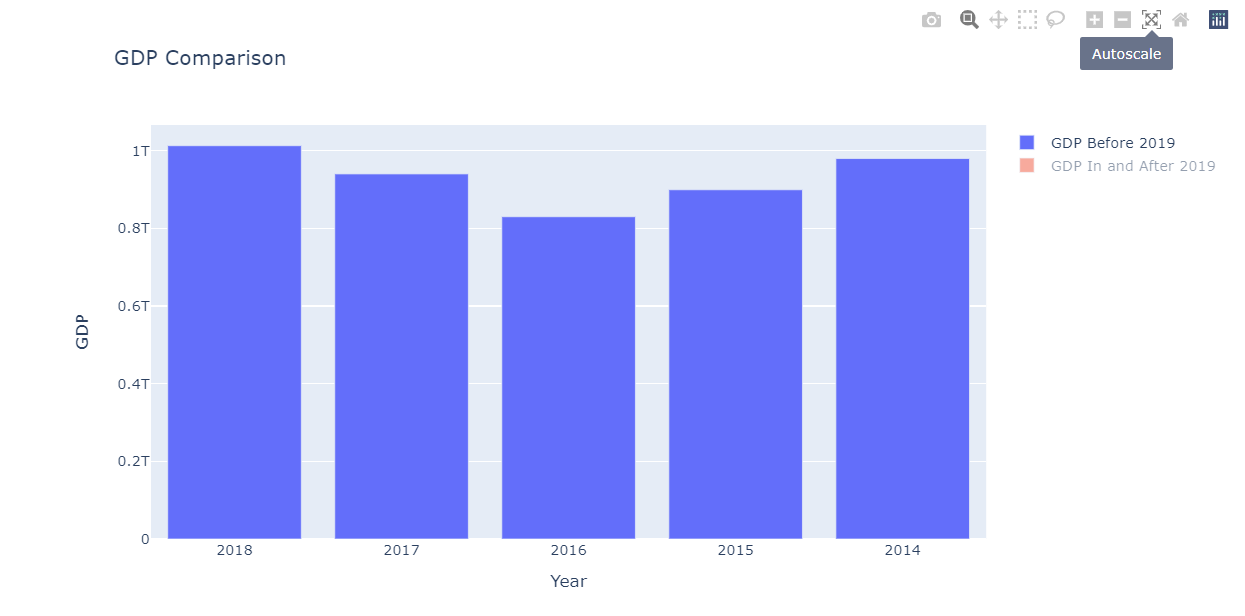 Autoscale
GDP Comparison
1T
0.8T
0.6T
0.4T
0.2T
0
GDP
2018 2017 2016 2015 2014
Year
GDP Before 2019
GDP In and After 2019